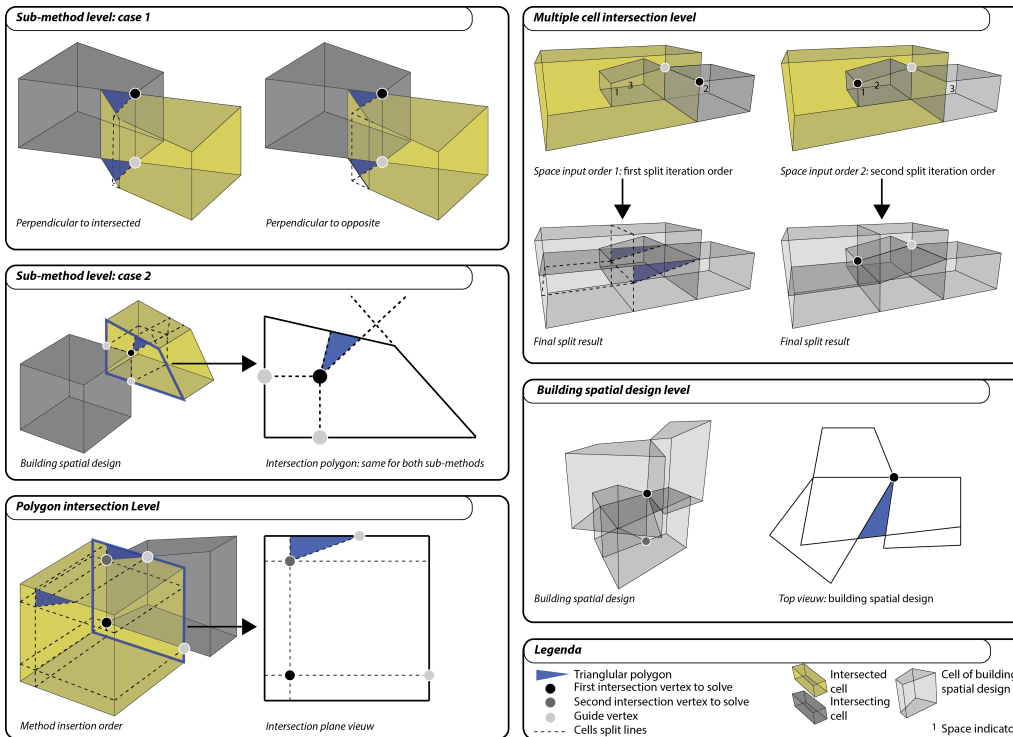 Sub-method level: case 1
Perpendicular to intersected
Perpendicular to opposite
Sub-method level: case 2
Building spatial design
Intersection polygon: same for both sub-methods
Polygon intersection Level
Method insertion order
Intersection plane vieuw
Multiple cell intersection level
1 3 2
1 2 3
Space input order 1: first split iteration order
Space input order 2: second split iteration order
Final split result
Final split result
Building spatial design level
Building spatial design
Top vieuw: building spatial design
Legenda
Trianglular polygon
First intersection vertex to solve
Second intersection vertex to solve
Guide vertex
Cells split lines
Intersected
cell
Intersecting
cell
Cell of building
spatial design
1 Space indicato